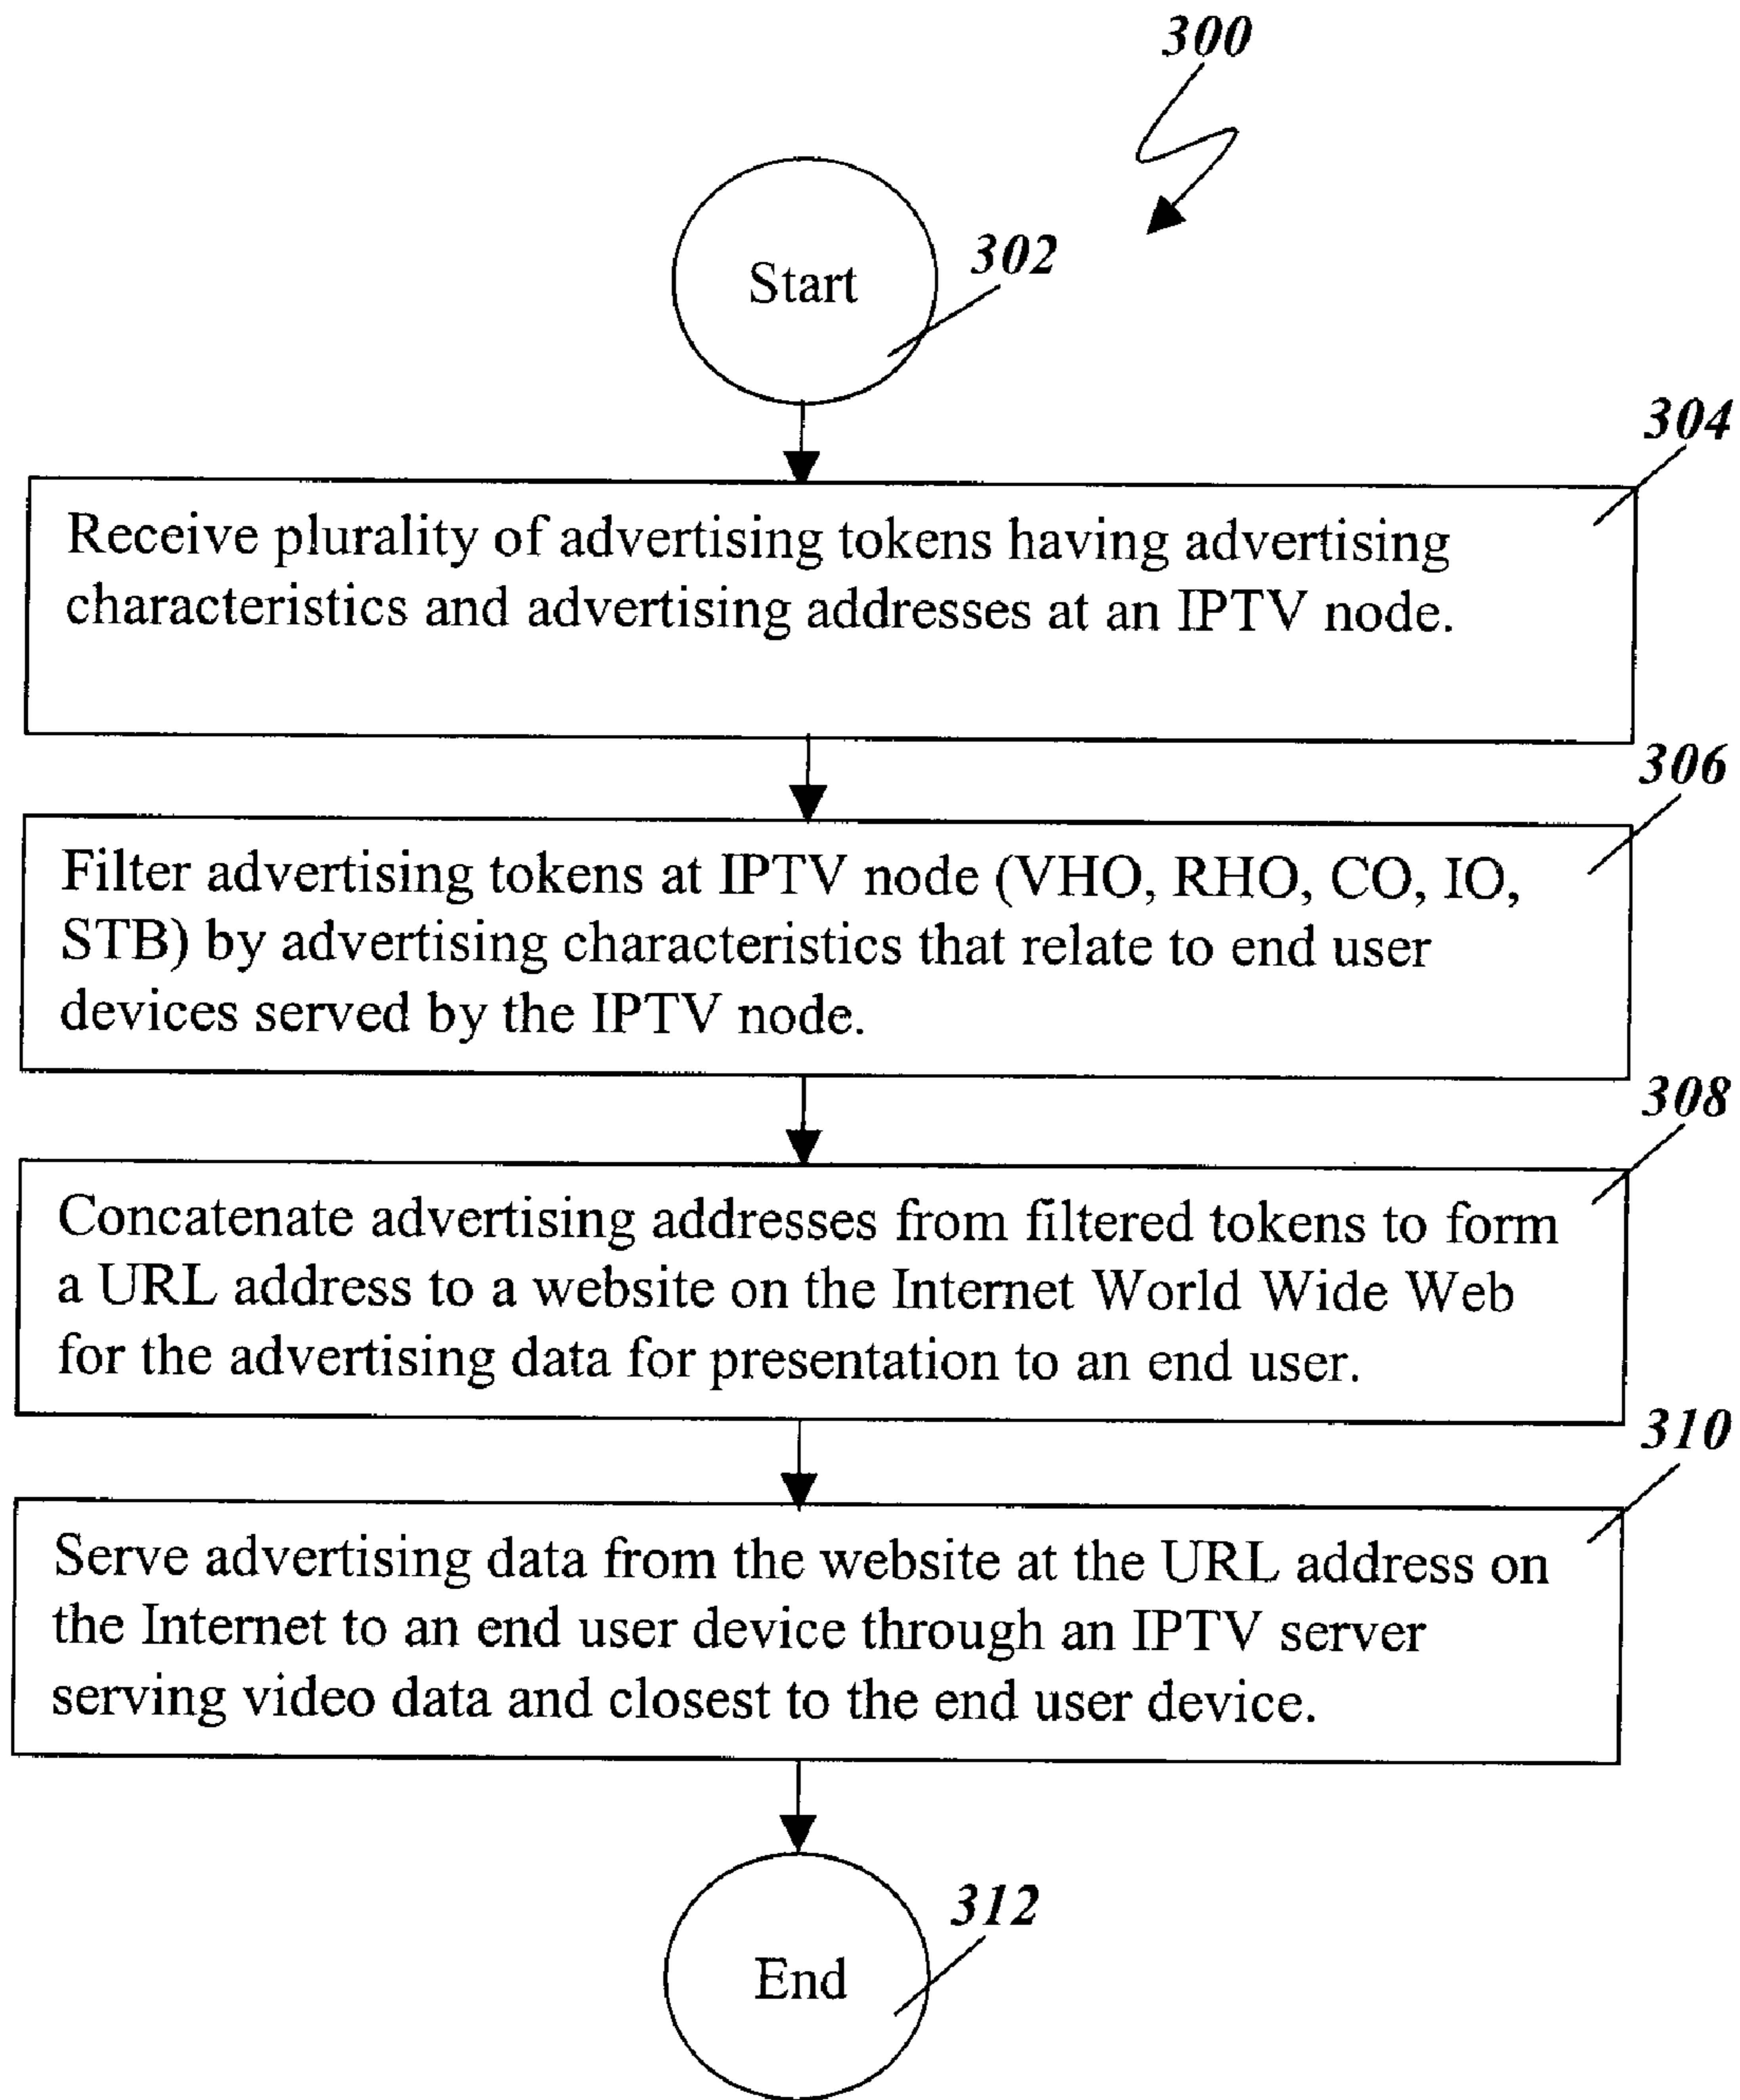 300
Start
302
304
Receive plurality of advertising tokens having advertising
characteristics and advertising addresses at an IPTV node.
306
Filter advertising tokens at IPTV node (VHO, RHO, CO, IO,
STB) by advertising characteristics that relate to end user
devices served by the IPTV node.
308
Concatenate advertising addresses from filtered tokens to form
a URL address to a website on the Internet World Wide Web
for the advertising data for presentation to an end user.
310
Serve advertising data from the website at the URL address on
the Internet to an end user device through an IPTV server
serving video data and closest to the end user device.
312
End